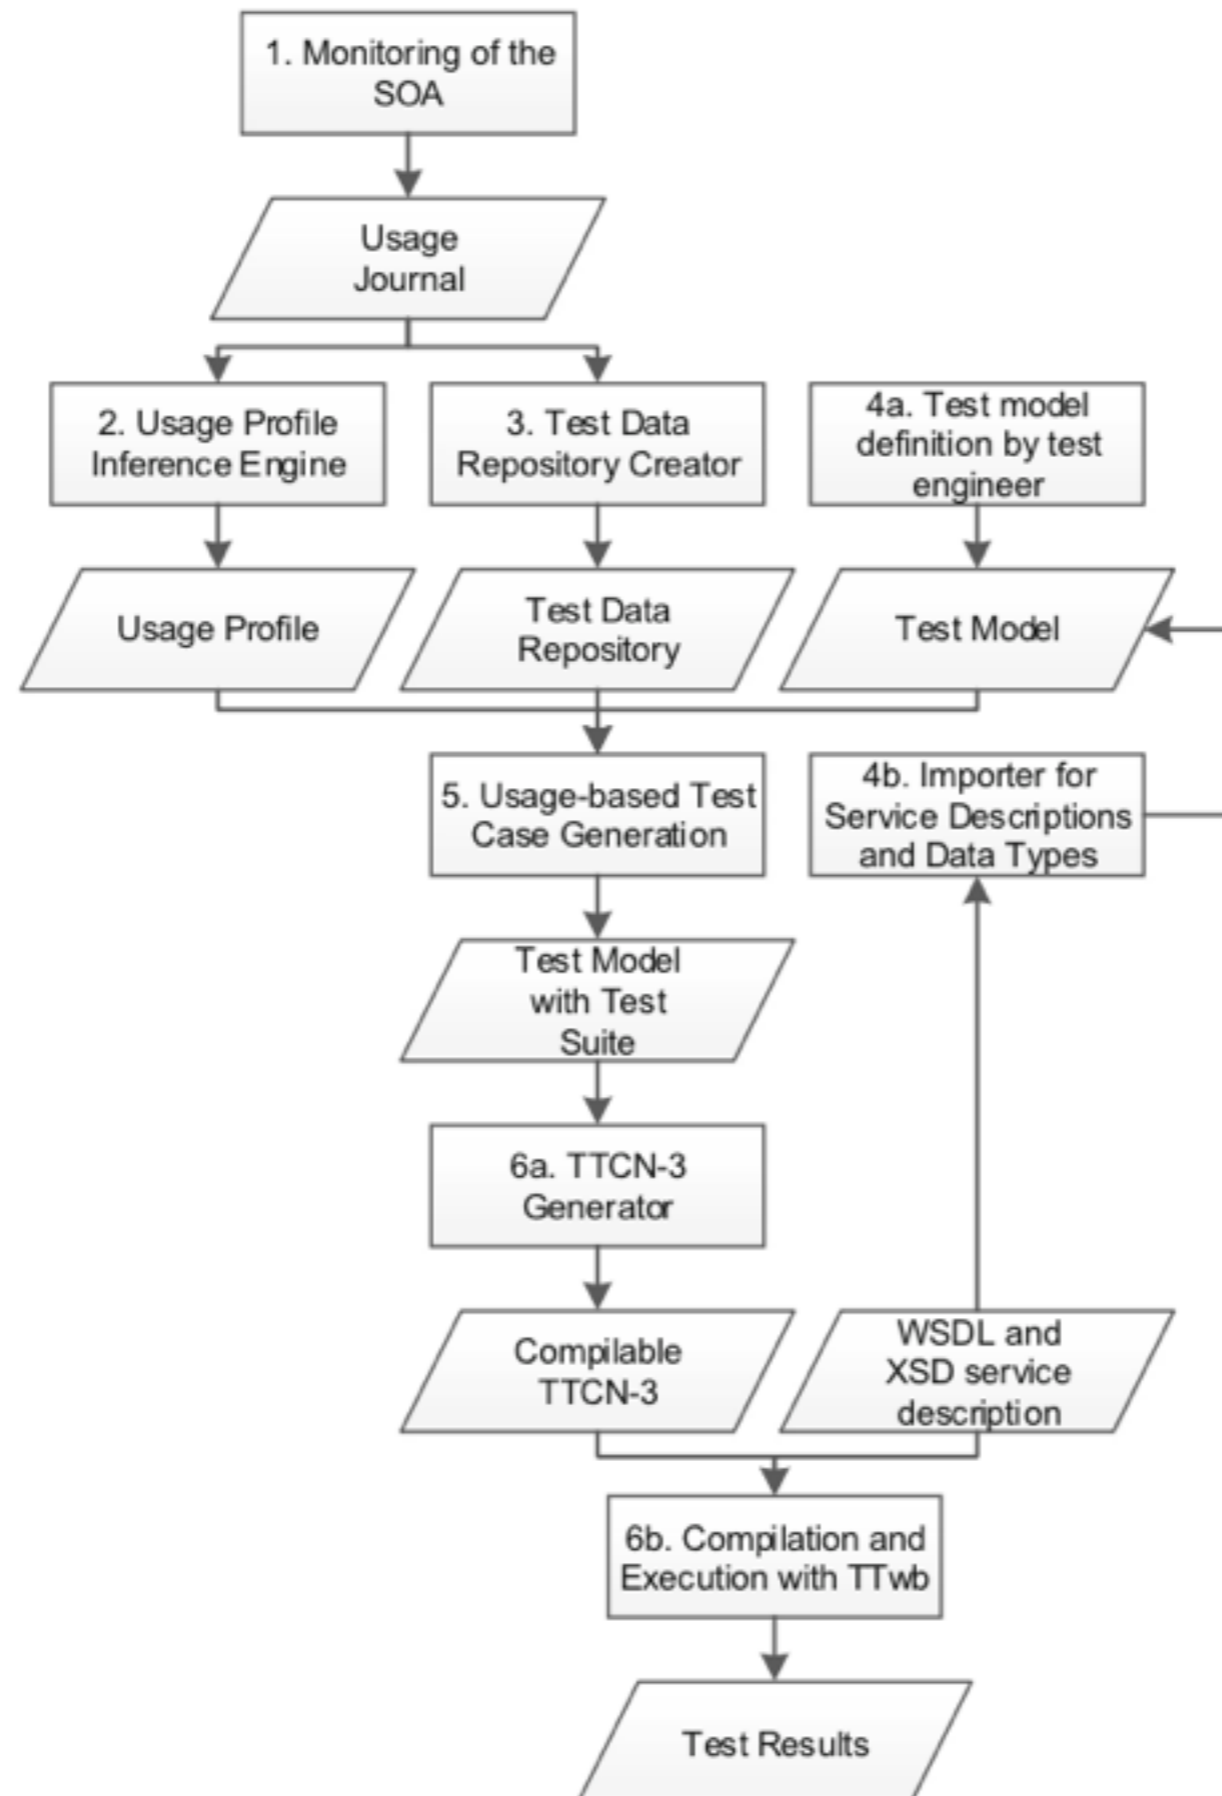 1. Monitoring of the
SOA
Usage
Journal
2. Usage Profile
Inference Engine
3. Test Data
Repository Creator
4a. Test model
definition by test
engineer
Usage Profile
Test Data
Repository
Test Model
5. Usage-based Test
Case Generation
4b. Importer for
Service Descriptions
and Data Types
Test Model
with Test
Suite
6a. TTCN-3
Generator
Compilable
TTCN-3
WSDL and
XSD service
description
6b. Compilation and
Execution with TTwb
Test Results